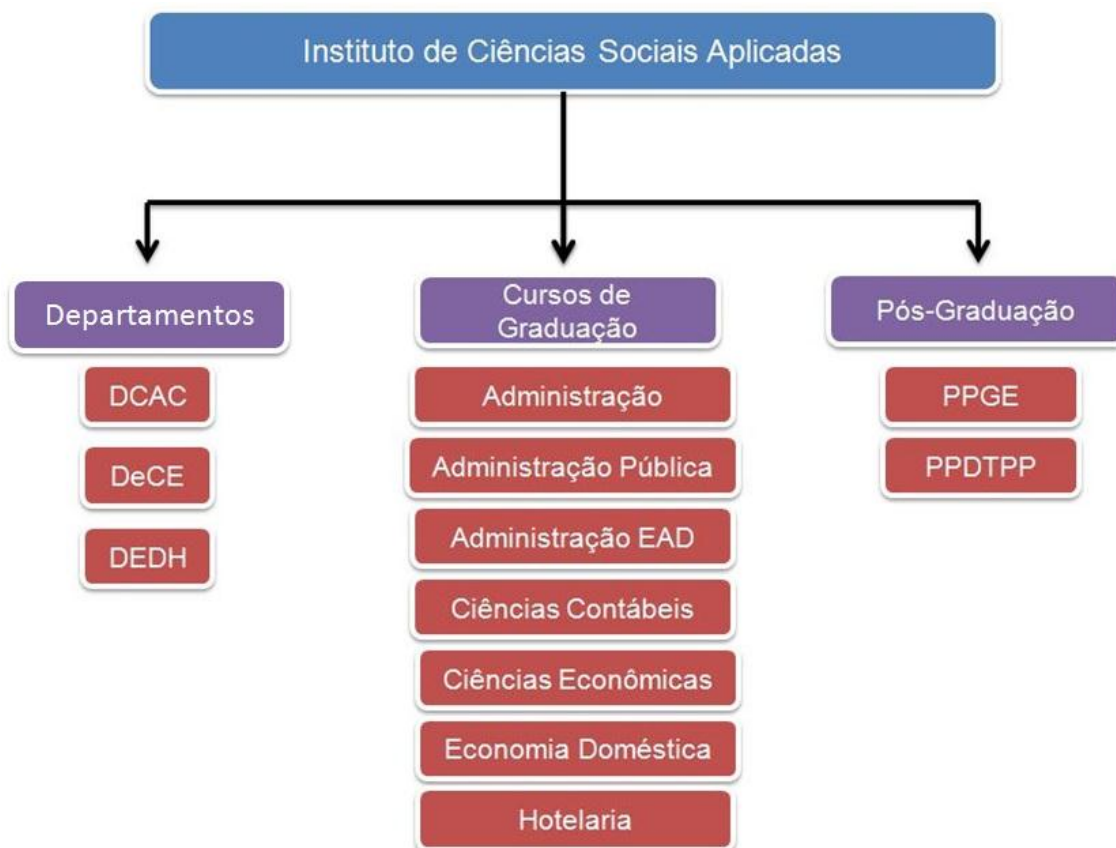 Instituto de Ciências Sociais Aplicadas
Departamentos
DCAC
DeCE
DEDH
Cursos de
Graduação
Administração
Administração Pública
Administração EAD
Ciências Contábeis
Ciências Econômicas
Economia Doméstica
Hotelaria
Pós-Graduação
PPGE
PPDTPP